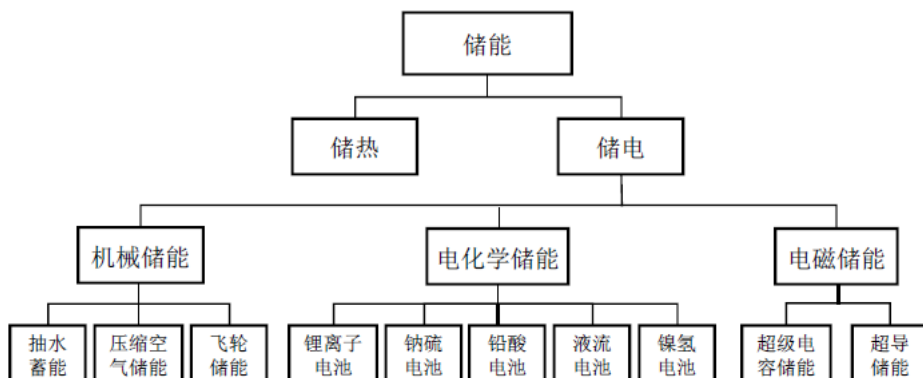 储能
储热
储电
机械储能
电化学储能
电磁储能
抽水
蓄能
压缩空
气储能
飞轮
储能
锂离子
电池
钠硫
电池
铅酸
电池
液流
电池
镍氢
电池
超级电
容储能
超导
储能